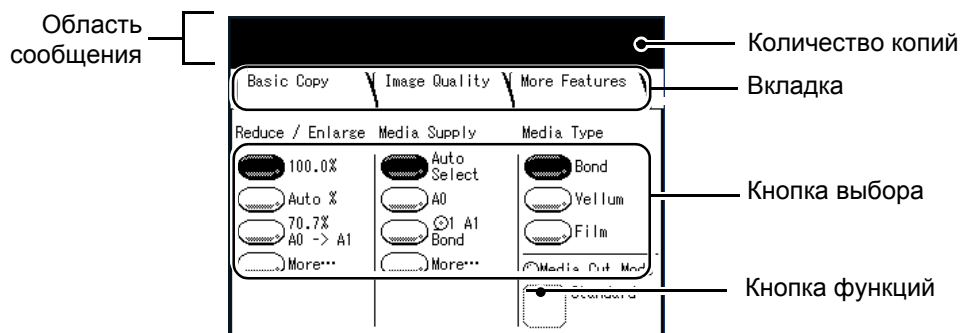 Область
сообщения
Количество копий
Basic Copy
Image Quality
More Features
Вкладка
Reduce / Enlarge
Media Supply
Media Type
100.0%
Auto
Select
Bond
Auto %
A0
Vellum
Кнопка выбора
70.7%
A0 -> A1
1 A1
Bond
Film
More…
More…
Media Cut Mod
Standard
Кнопка функций